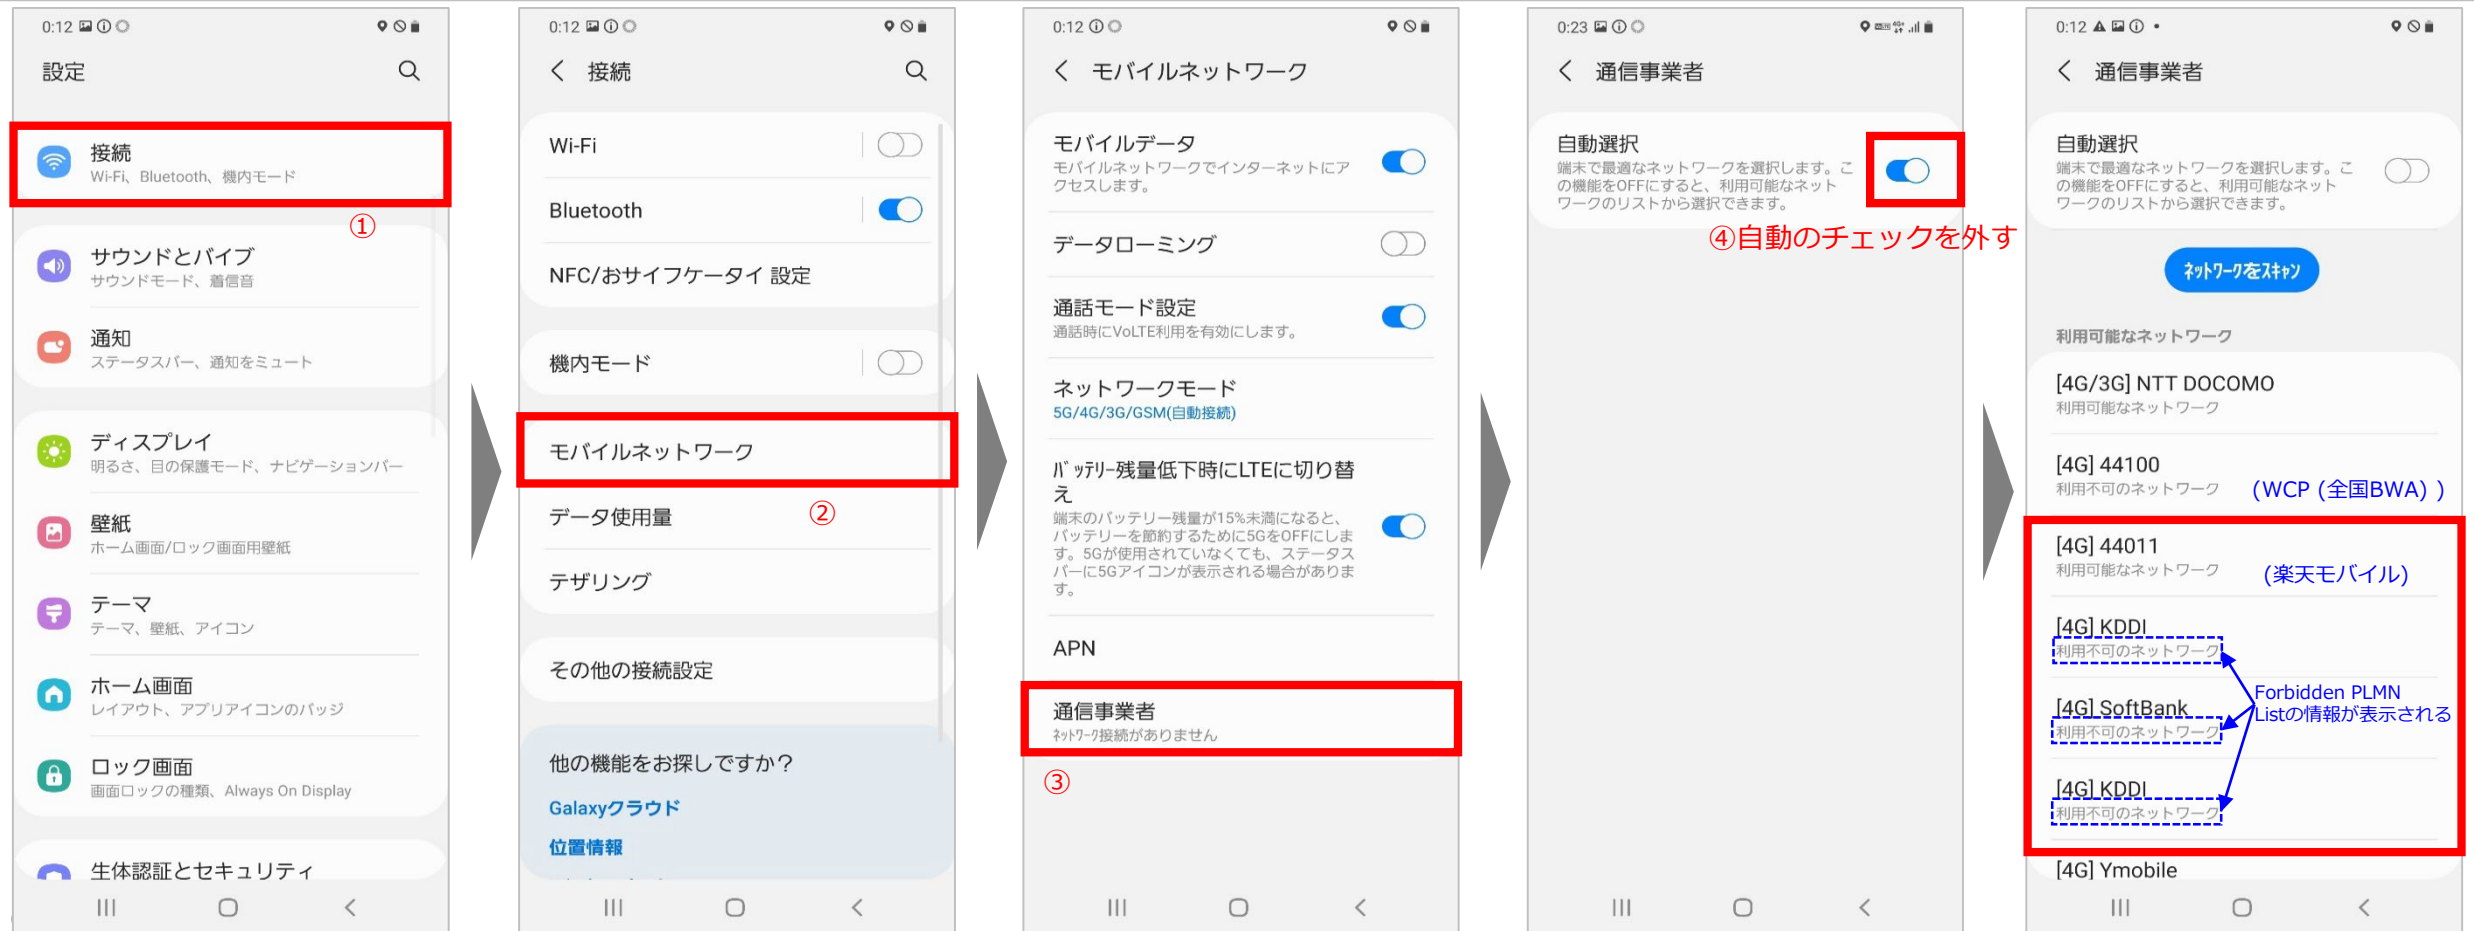 0:12
設定
接続
Wi-Fi、Bluetooth、機内モード
①
サウンドとバイブ
サウンドモード、着信音
通知
ステータスバー、通知をミュート
ディスプレイ
明るさ、目の保護モード、ナビゲーションバー
壁紙
ホーム画面/ロック画面用壁紙
テーマ
テーマ、壁紙、アイコン
ホーム画面
レイアウト、アプリアイコンのバッジ
ロック画面
画面ロックの種類、Always On Display
生体認証とセキュリティ
0:12
接続
Wi-Fi
Bluetooth
NFC/おサイフケータイ 設定
機内モード
モバイルネットワーク
②
データ使用量
テザリング
その他の接続設定
他の機能をお探しですか？
Galaxyクラウド
位置情報
0:12
モバイルネットワーク
モバイルデータ
モバイルネットワークでインターネットにア
クセスします。
データローミング
通話モード設定
通話時にVoLTE利用を有効にします。
ネットワークモード
5G/4G/3G/GSM(自動接続)
ﾊﾞｯﾃﾘｰ残量低下時にLTEに切り替
え
端末のバッテリー残量が15%未満になると、
バッテリーを節約するために5GをOFFにしま
す。5Gが使用されていなくても、ステータス
バーに5Gアイコンが表示される場合がありま
す。
APN
通信事業者
ﾈｯﾄﾜｰｸ接続がありません
③
0:23
通信事業者
自動選択
端末で最適なネットワークを選択します。こ
の機能をOFFにすると、利用可能なネット
ワークのリストから選択できます。
④自動のチェックを外す
0:12
通信事業者
自動選択
端末で最適なネットワークを選択します。こ
の機能をOFFにすると、利用可能なネット
ワークのリストから選択できます。
ﾈｯﾄﾜｰｸをｽｷｬﾝ
利用可能なネットワーク
[4G/3G] NTT DOCOMO
利用可能なネットワーク
[4G] 44100
利用不可のネットワーク (WCP (全国BWA) )
[4G] 44011
利用可能なネットワーク (楽天モバイル)
[4G] KDDI
利用不可のネットワーク
Forbidden PLMN
Listの情報が表示される
[4G] SoftBank
利用不可のネットワーク
[4G] KDDI
利用不可のネットワーク
[4G] Ymobile